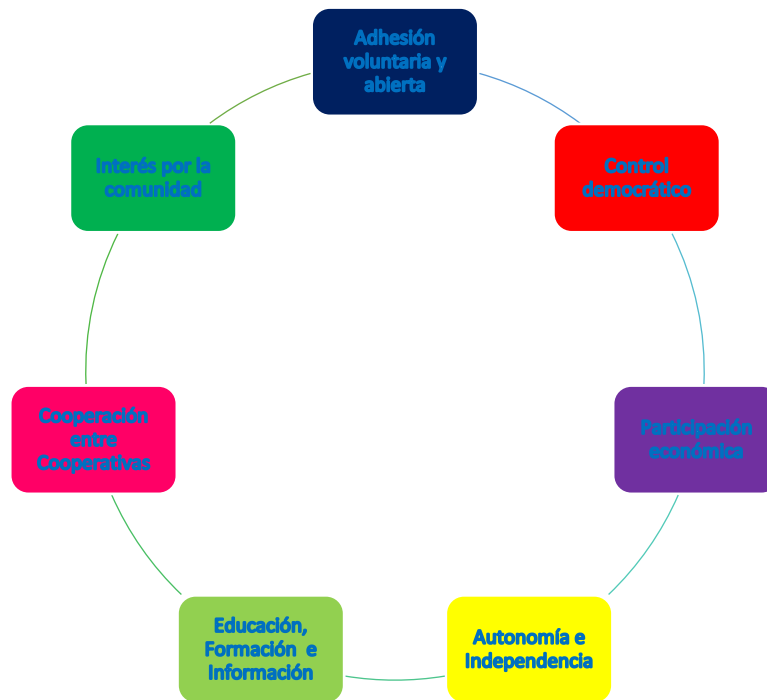 Adhesión
voluntaria y
abierta
Control
democrático
Participación
económica
Autonomía e
Independencia
Educación,
Formación e
Información
Cooperación
entre
Cooperativas
Interés por la
comunidad